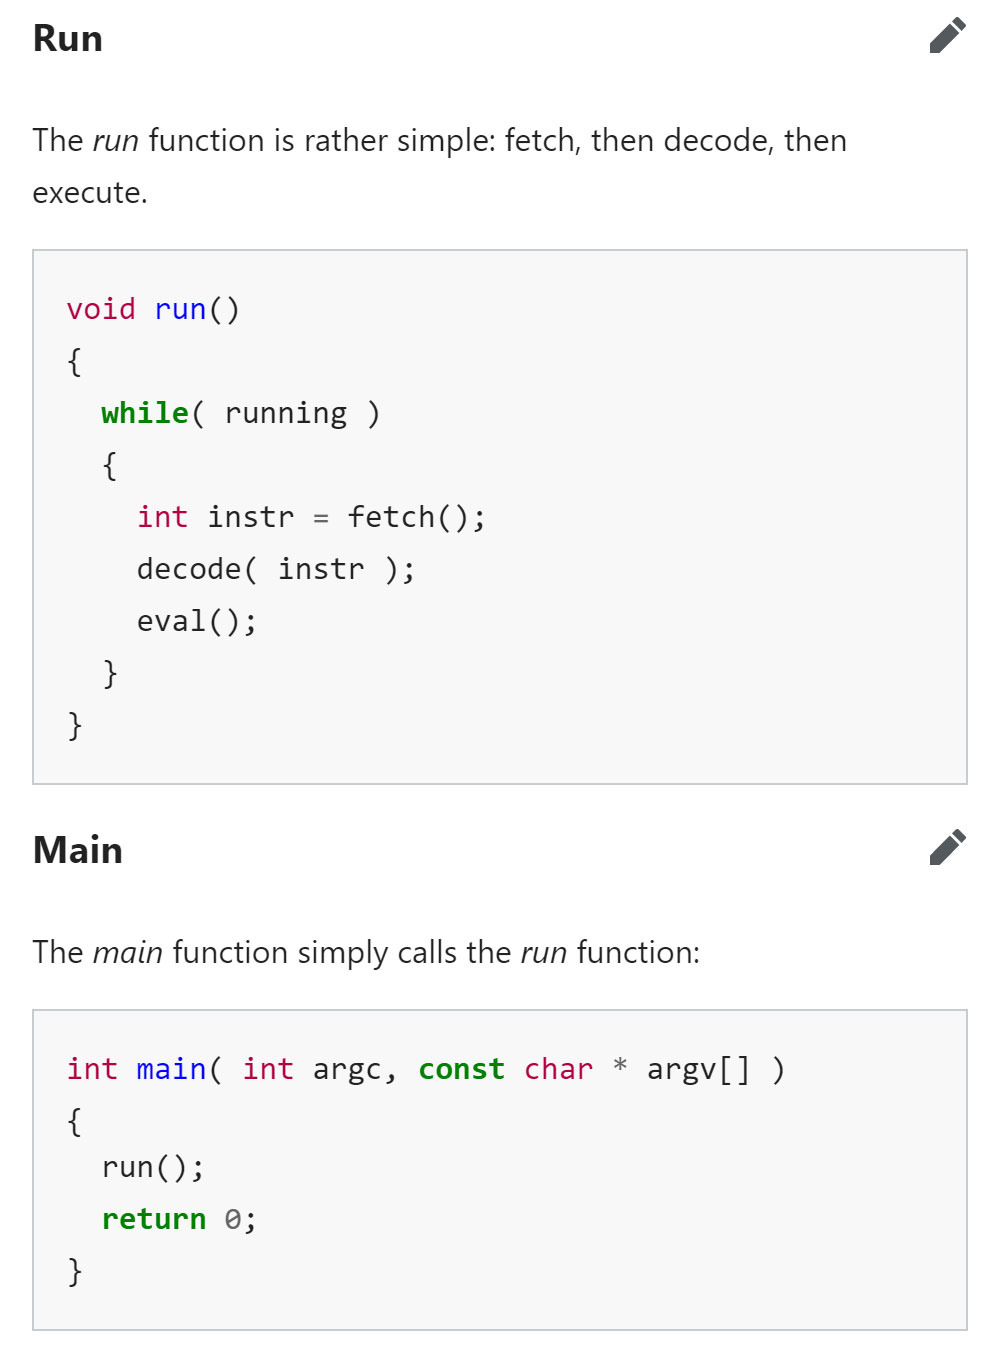 Run
The run function is rather simple: fetch, then decode, then
execute.
void run()
{
  while( running )
  {
    int instr = fetch();
    decode( instr );
    eval();
  }
}
Main
The main function simply calls the run function:
int main( int argc, const char * argv[] )
{
  run();
  return 0;
}